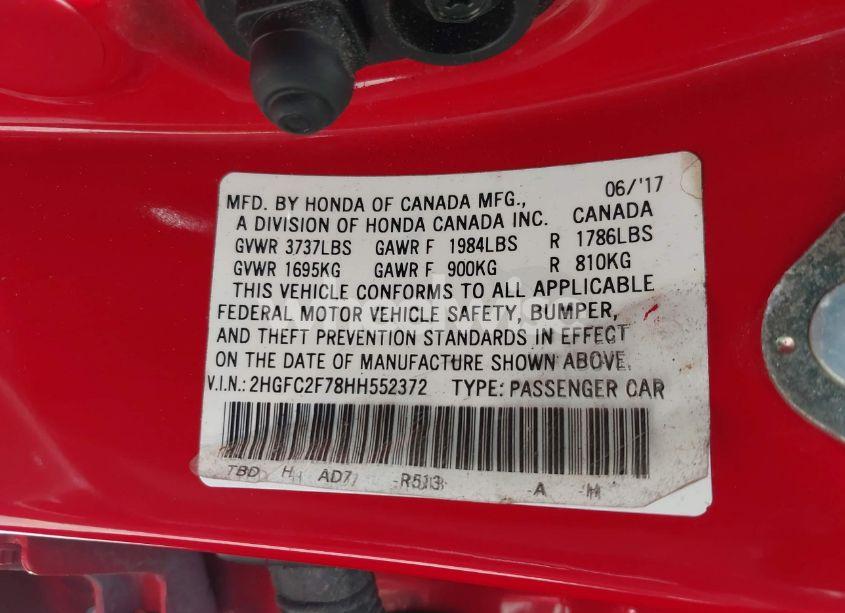 06/'17
MFD. BY HONDA OF CANADA MFG.,
A DIVISION OF HONDA CANADA INC. CANADA
GVWR 3737LBS GAWR F 1984LBS R 1786LBS
GVWR 1695KG GAWR F 900KG R 810KG
THIS VEHICLE CONFORMS TO ALL APPLICABLE
FEDERAL MOTOR VEHICLE SAFETY, BUMPER,
AND THEFT PREVENTION STANDARDS IN EFFECT
ON THE DATE OF MANUFACTURE SHOWN ABOVE.
V.I.N.: 2HGFC2F78HH552372 TYPE: PASSENGER CAR
TBD H AD7 -R513 -A -H